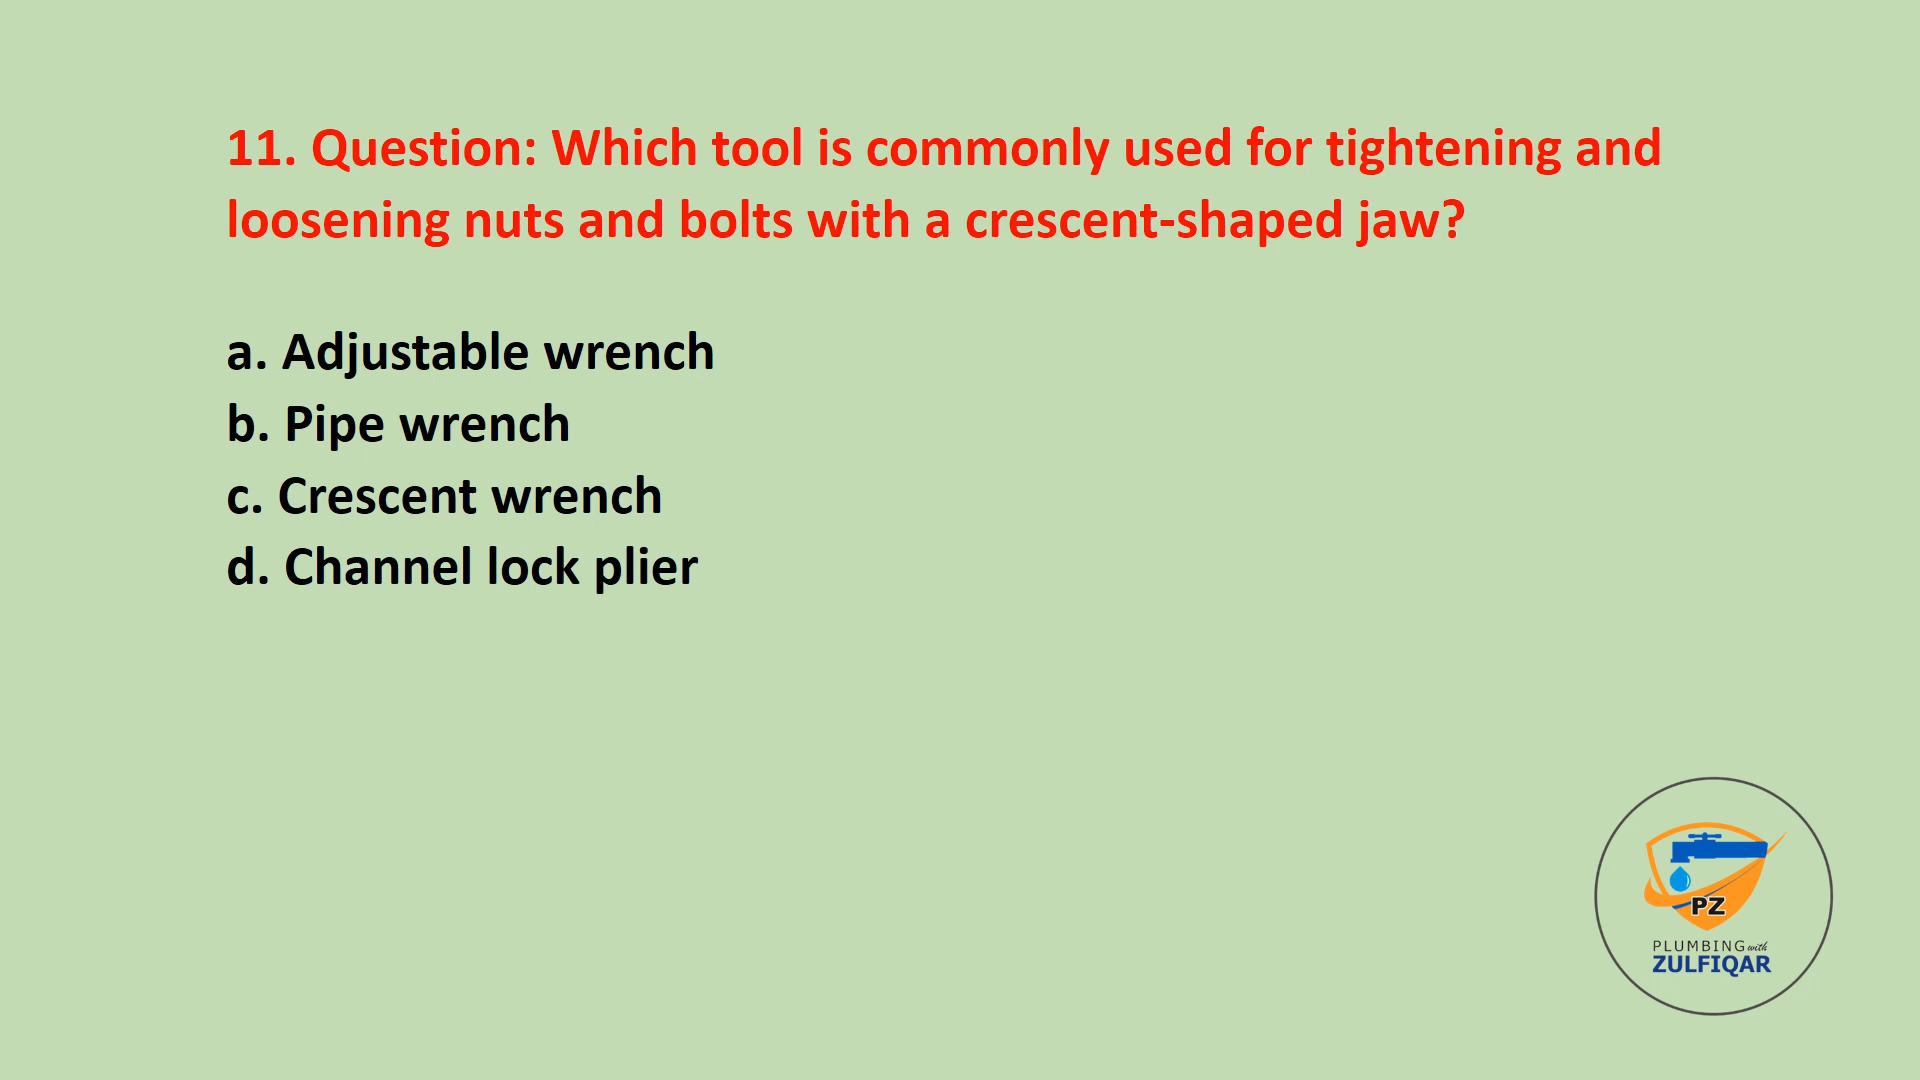 11. Question: Which tool is commonly used for tightening and
loosening nuts and bolts with a crescent-shaped jaw?
a. Adjustable wrench
b. Pipe wrench
c. Crescent wrench
d. Channel lock plier
PZ
PLUMBING with
ZULFIQAR